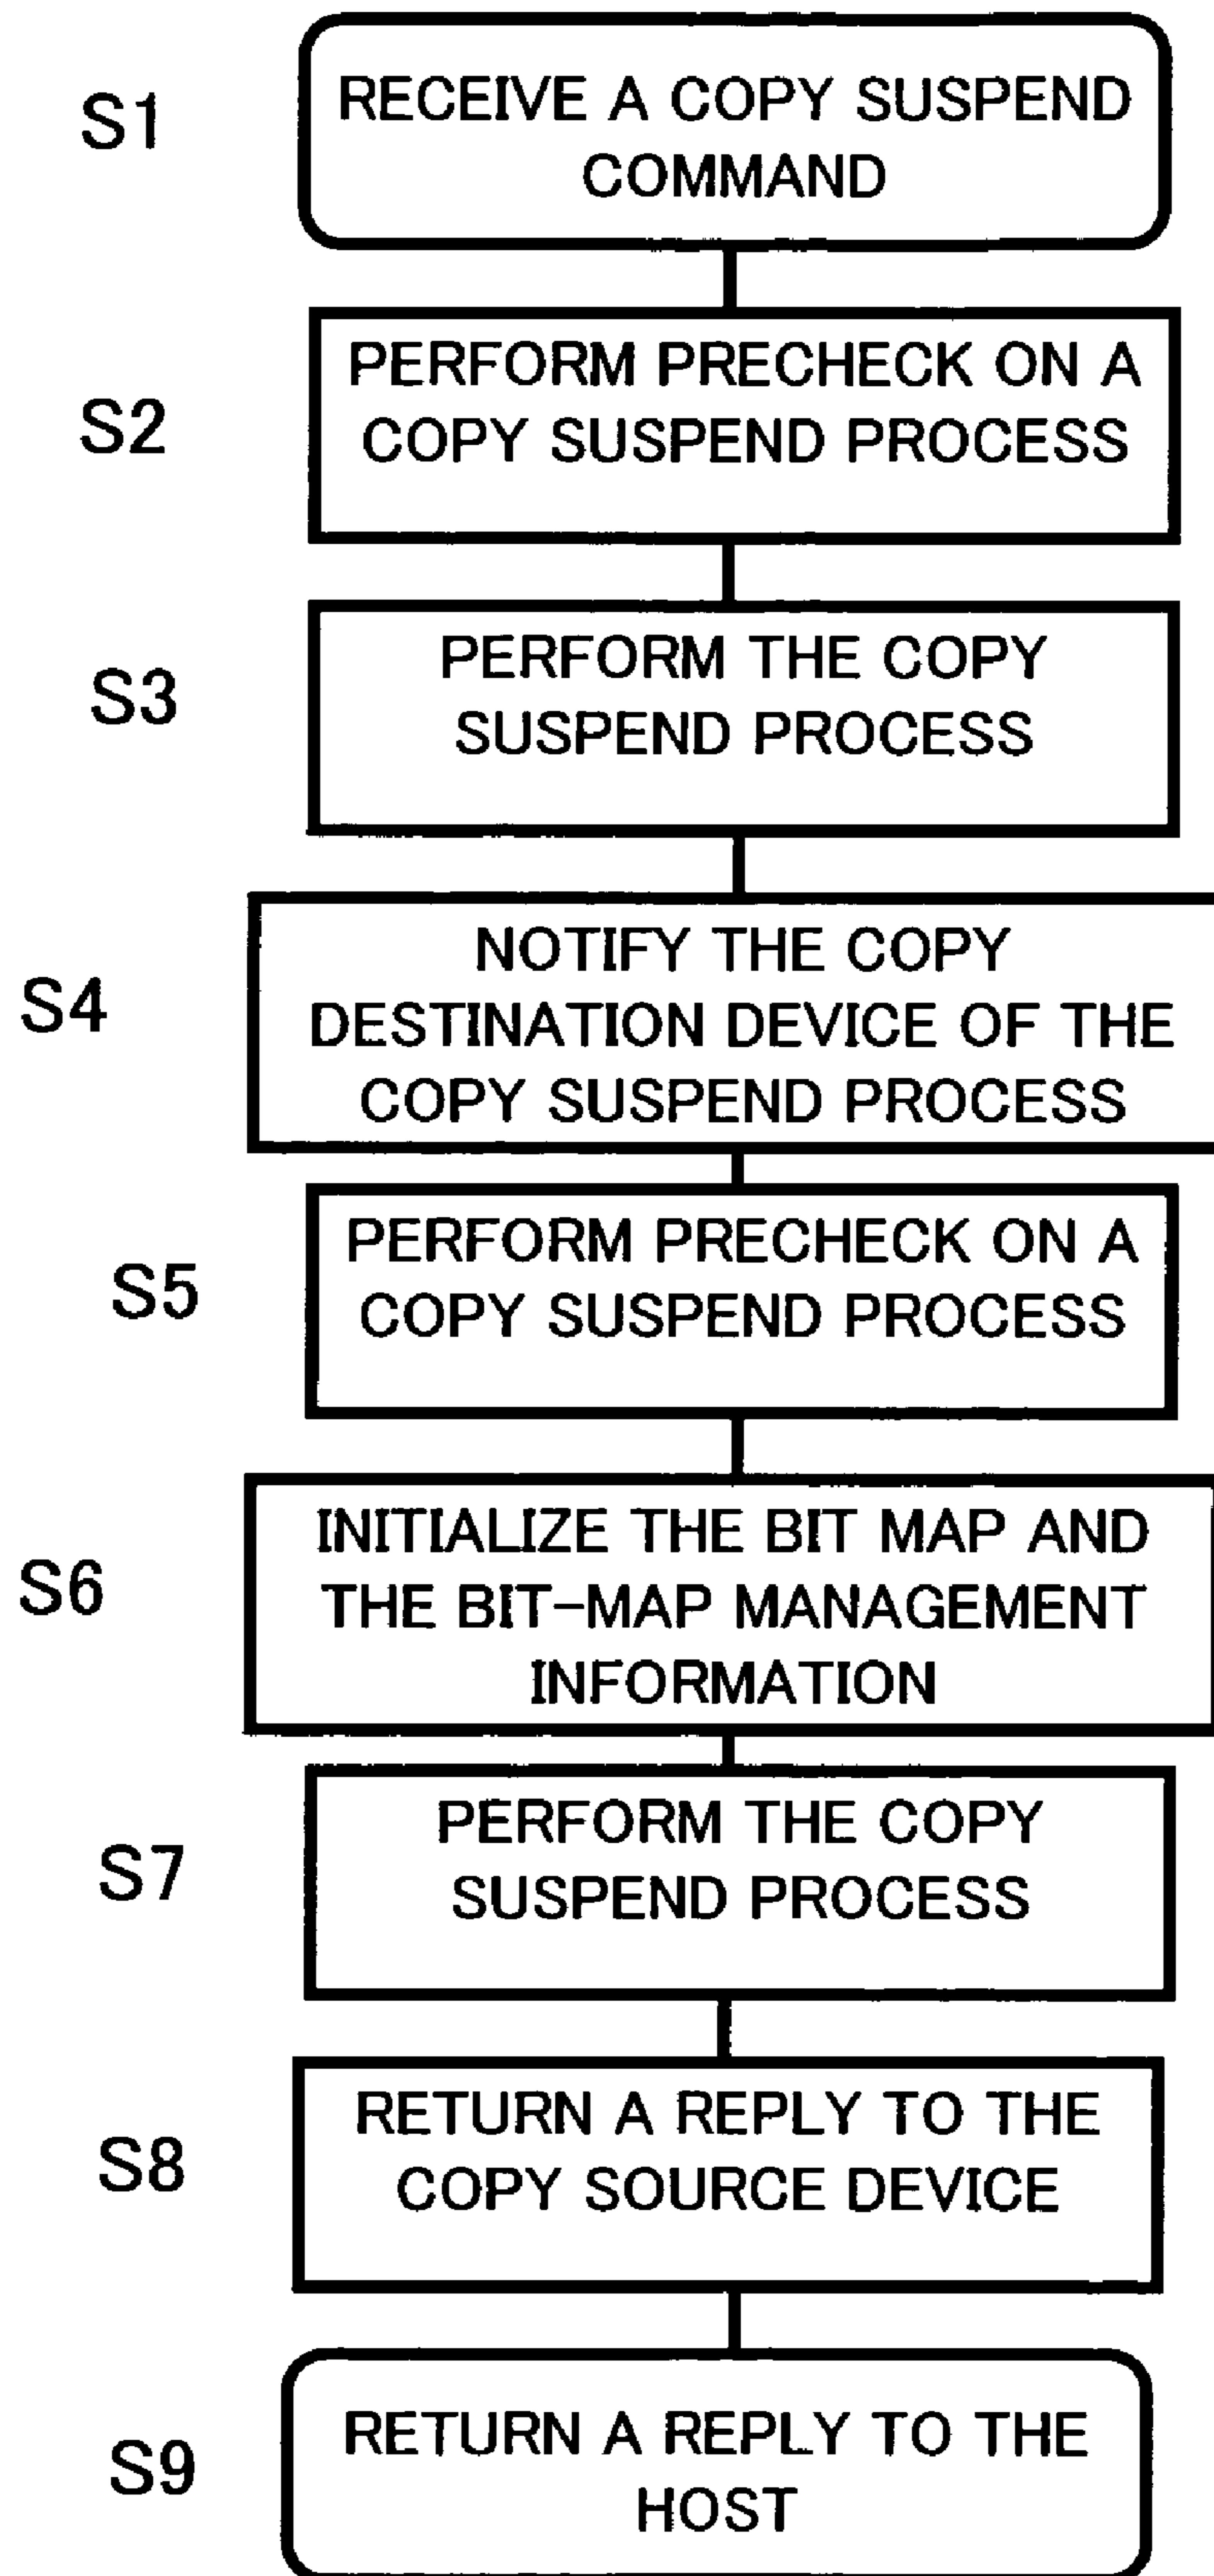 S1
RECEIVE A COPY SUSPEND
COMMAND
S2
PERFORM PRECHECK ON A
COPY SUSPEND PROCESS
S3
PERFORM THE COPY
SUSPEND PROCESS
S4
NOTIFY THE COPY
DESTINATION DEVICE OF THE
COPY SUSPEND PROCESS
S5
PERFORM PRECHECK ON A
COPY SUSPEND PROCESS
S6
INITIALIZE THE BIT MAP AND
THE BIT-MAP MANAGEMENT
INFORMATION
S7
PERFORM THE COPY
SUSPEND PROCESS
S8
RETURN A REPLY TO THE
COPY SOURCE DEVICE
S9
RETURN A REPLY TO THE
HOST